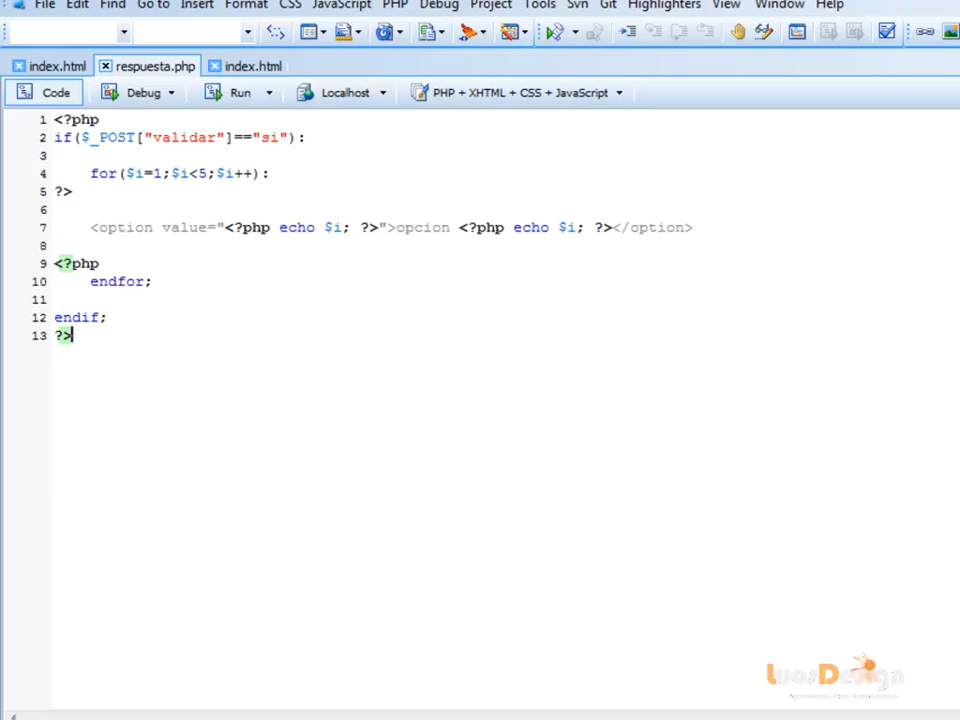 File Edit Find Go to Insert Format CSS JavaScript PHP Debug Project Tools Svn Git Highlighters View Window Help
index.html respuesta.php index.html
Code Debug Run Localhost PHP + XHTML + CSS + JavaScript
1 <?php
2 if($_POST["validar"]=="si"):
3
4 for($i=1;$i<5;$i++):
5 ?>
6
7 <option value="<?php echo $i; ?>">opcion <?php echo $i; ?></option>
8
9 <?php
10 endfor;
11
12 endif;
13 ?>
LuosDesign